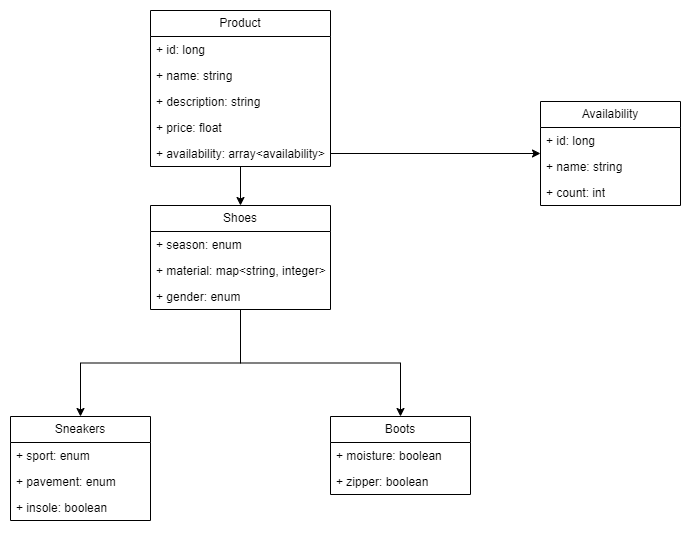 Product
+ id: long
+ name: string
+ description: string
+ price: float
+ availability: array<availability>
Availability
+ id: long
+ name: string
+ count: int
Shoes
+ season: enum
+ material: map<string, integer>
+ gender: enum
Sneakers
+ sport: enum
+ pavement: enum
+ insole: boolean
Boots
+ moisture: boolean
+ zipper: boolean